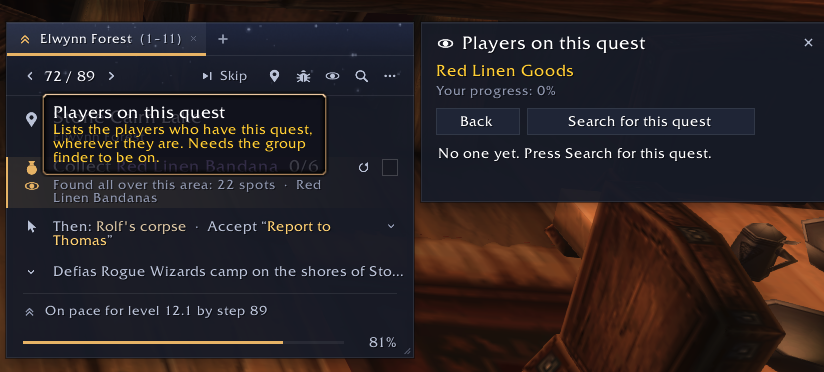 Elwynn Forest (1-11) × +
72 / 89
Skip
Players on this quest
Lists the players who have this quest,
wherever they are. Needs the group
finder to be on.
Collect Red Linen Bandana 0/6
Found all over this area: 22 spots · Red
Linen Bandanas
Then: Rolf's corpse · Accept “Report to
Thomas”
Defias Rogue Wizards camp on the shores of Sto...
On pace for level 12.1 by step 89
81%
Players on this quest ×
Red Linen Goods
Your progress: 0%
Back
Search for this quest
No one yet. Press Search for this quest.